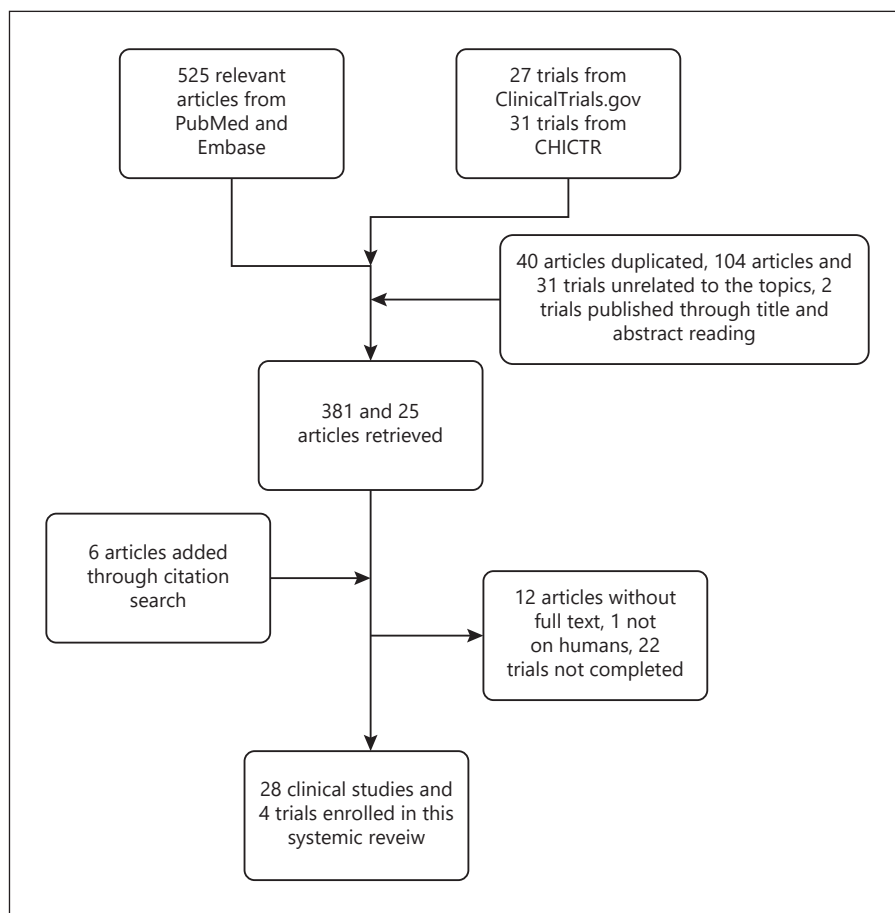 525 relevant
articles from
PubMed and
Embase
27 trials from
ClinicalTrials.gov
31 trials from
CHICTR
40 articles duplicated, 104 articles and
31 trials unrelated to the topics, 2
trials published through title and
abstract reading
381 and 25
articles retrieved
6 articles added
through citation
search
12 articles without
full text, 1 not
on humans, 22
trials not completed
28 clinical studies and
4 trials enrolled in this
systemic reveiw